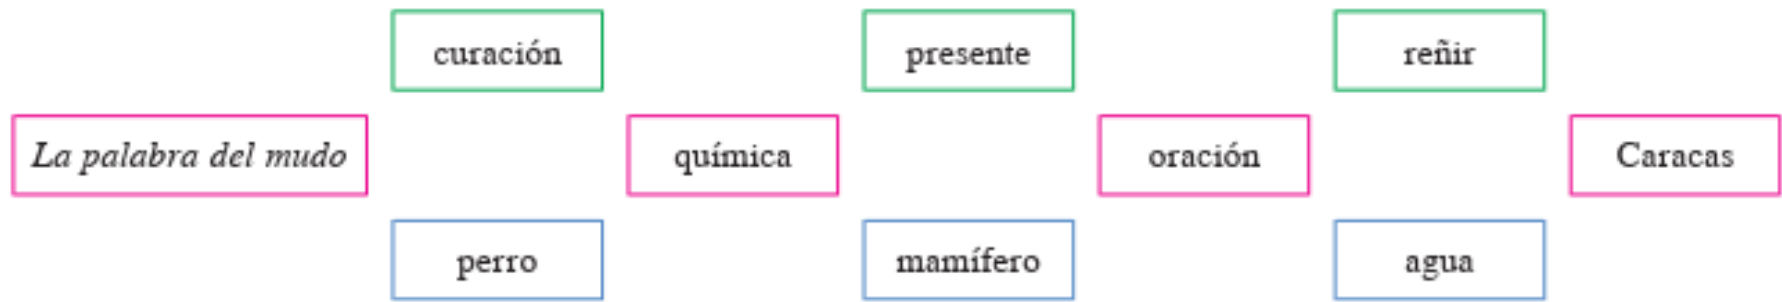 curación presente reñir
La palabra del mudo química oración Caracas
perro mamífero agua